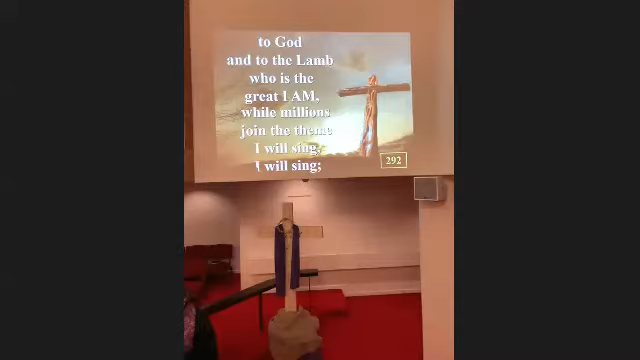 to God
and to the Lamb
who is the
great I AM,
while millions
join the theme
I will sing,
I will sing;
292